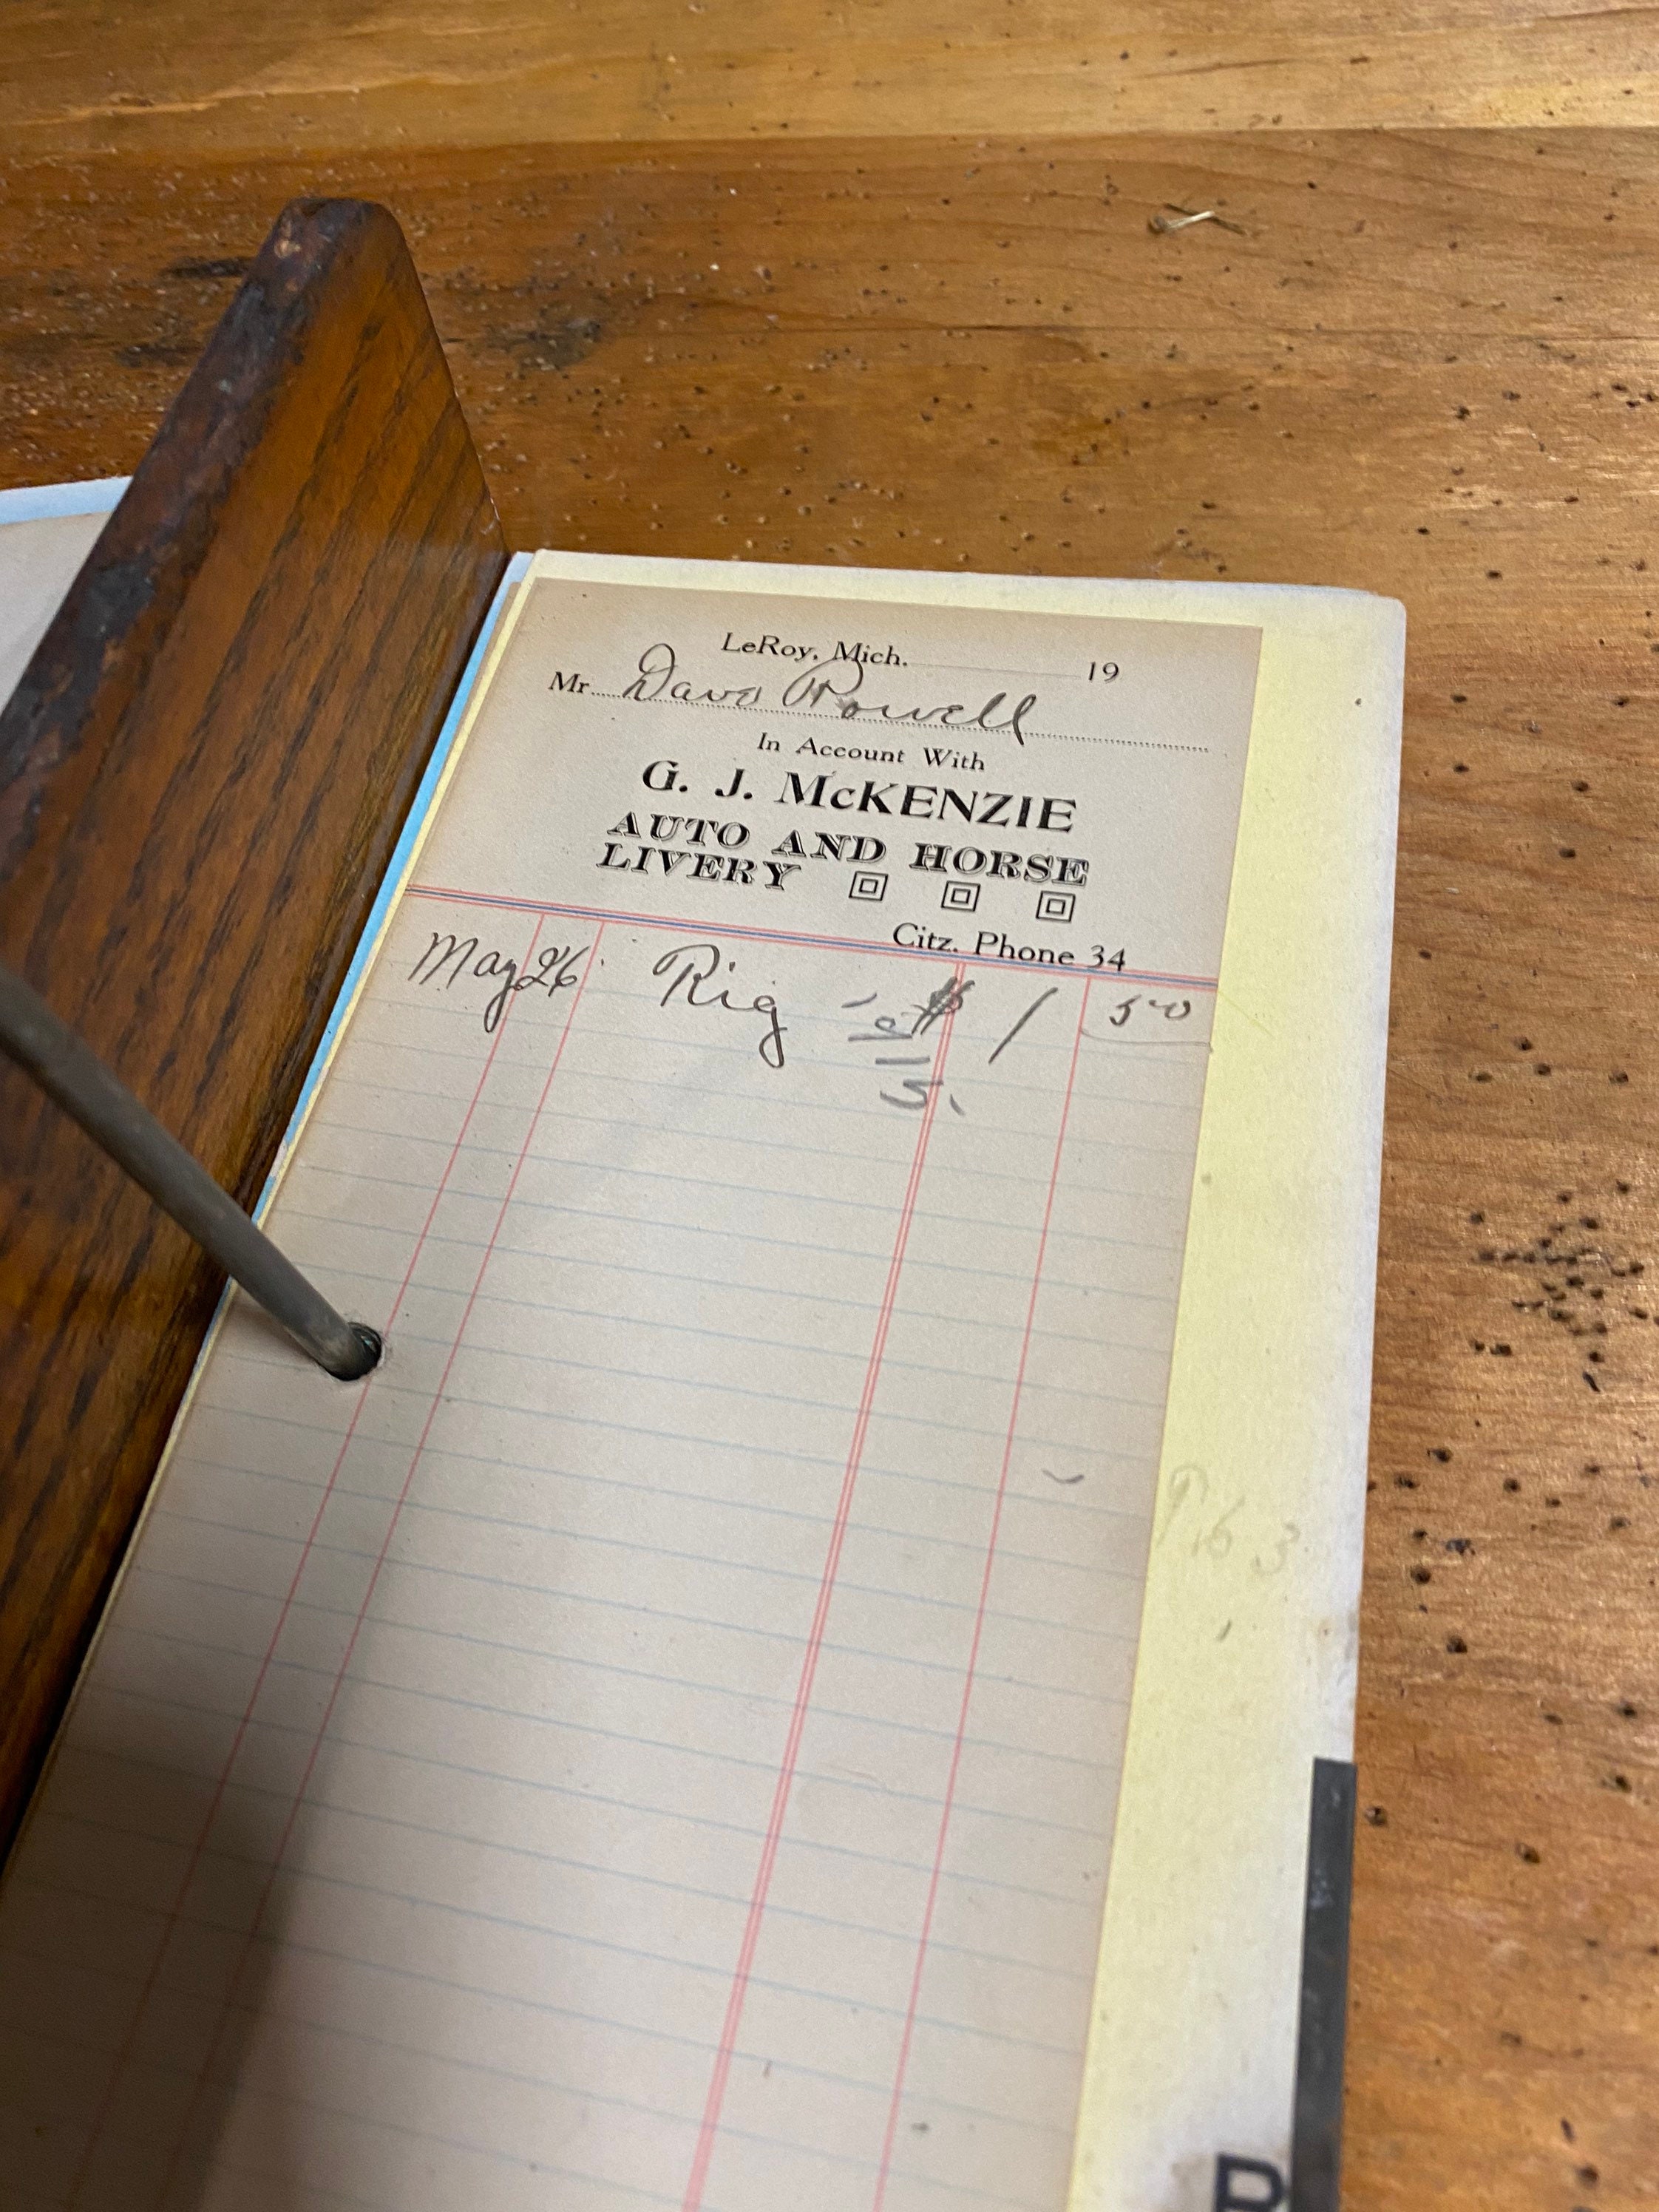 LeRoy, Mich. 19
Mr. Dave Powell
In Account With
G. J. McKENZIE
AUTO AND HORSE
LIVERY
Citz. Phone 34
May 26 Rig $ 1 50